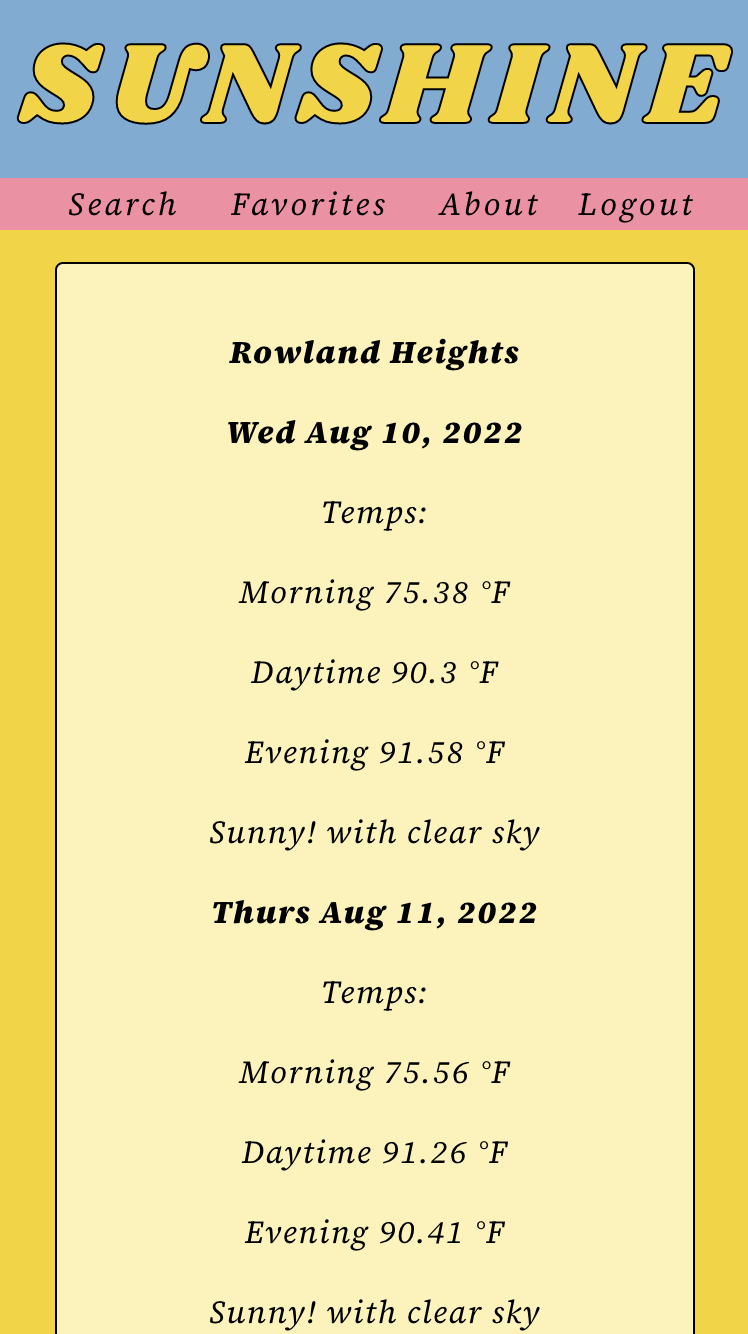 SUNSHINE
Search Favorites About Logout
Rowland Heights
Wed Aug 10, 2022
Temps:
Morning 75.38 °F
Daytime 90.3 °F
Evening 91.58 °F
Sunny! with clear sky
Thurs Aug 11, 2022
Temps:
Morning 75.56 °F
Daytime 91.26 °F
Evening 90.41 °F
Sunny! with clear sky